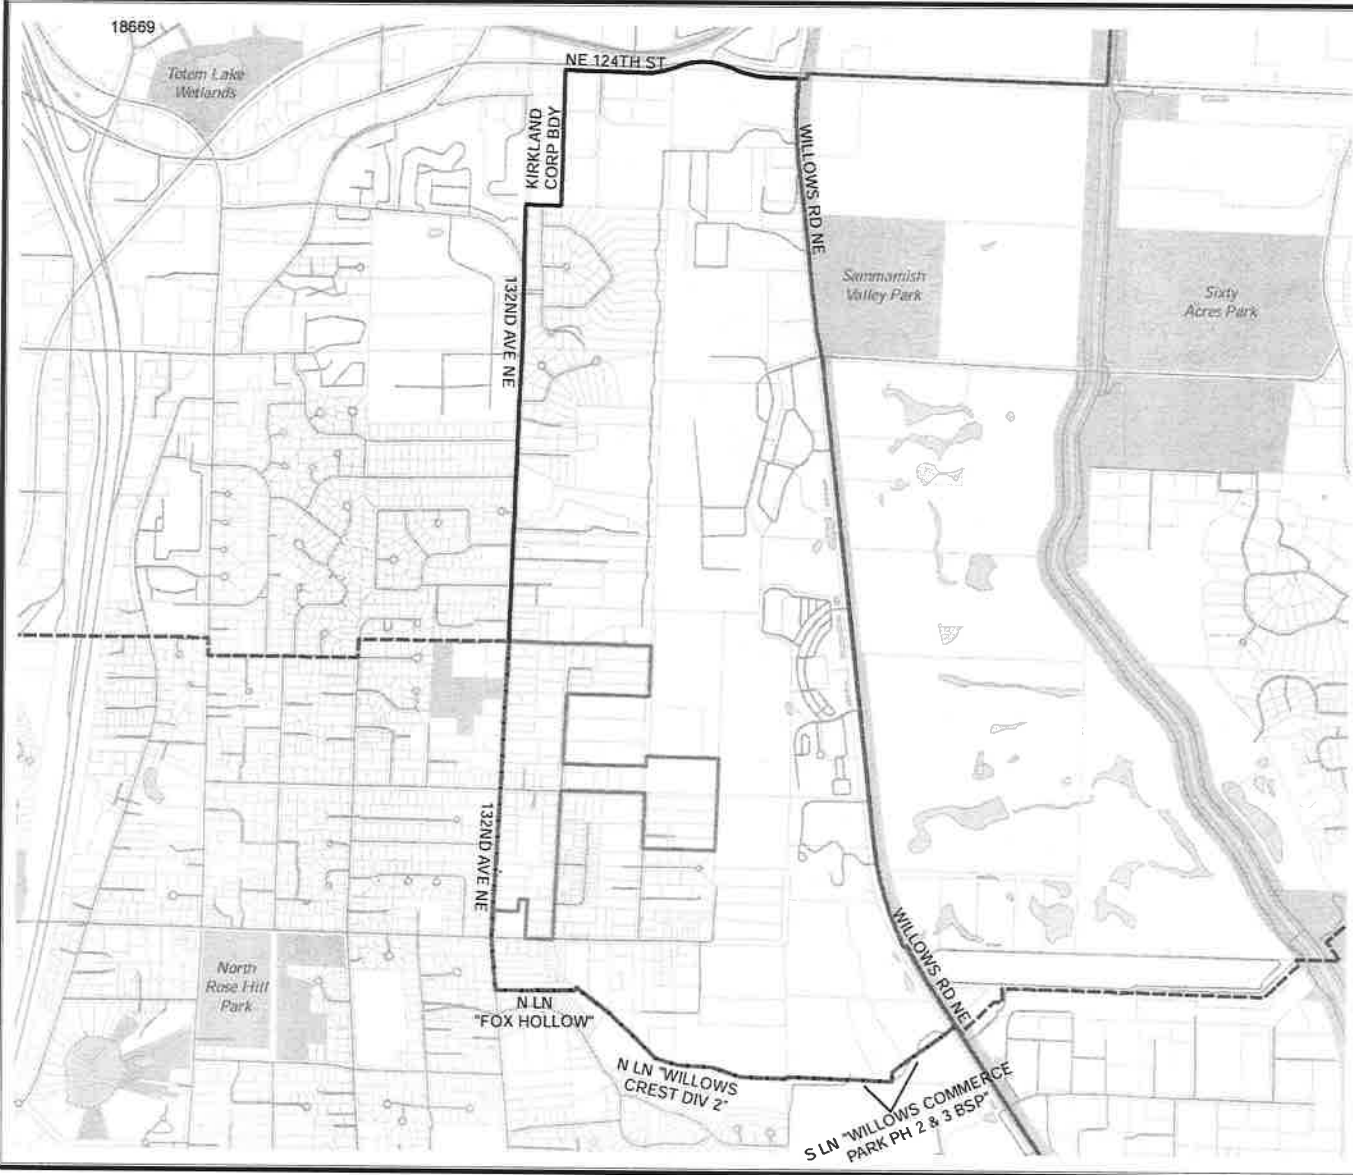 18669
Totem Lake
Wetlands
NE 124TH ST
KIRKLAND
CORP BDY
WILLOWS RD NE
Sammamish
Valley Park
Sixty
Acres Park
132ND AVE NE
132ND AVE NE
WILLOWS RD NE
North
Rose Hill
Park
N LN
"FOX HOLLOW"
N LN "WILLOWS
CREST DIV 2"
S LN "WILLOWS COMMERCE
PARK PH 2 & 3 BSP"